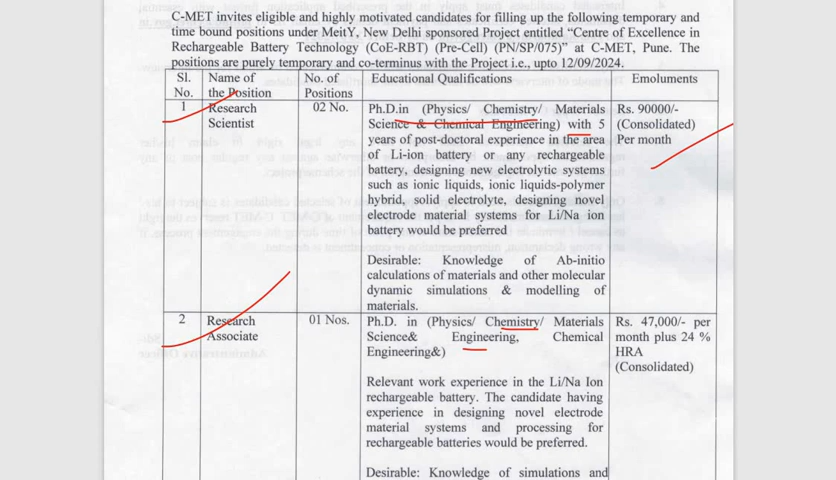 C-MET invites eligible and highly motivated candidates for filling up the following temporary and
time bound positions under MeitY, New Delhi sponsored Project entitled “Centre of Excellence in
Rechargeable Battery Technology (CoE-RBT) (Pre-Cell) (PN/SP/075)” at C-MET, Pune. The
positions are purely temporary and co-terminus with the Project i.e., upto 12/09/2024.
Sl. No. Name of the Position No. of Positions Educational Qualifications Emoluments
1 Research Scientist 02 No.
Ph.D.in (Physics/ Chemistry/ Materials
Science & Chemical Engineering) with 5
years of post-doctoral experience in the area
of Li-ion battery or any rechargeable
battery, designing new electrolytic systems
such as ionic liquids, ionic liquids-polymer
hybrid, solid electrolyte, designing novel
electrode material systems for Li/Na ion
battery would be preferred
Desirable: Knowledge of Ab-initio
calculations of materials and other molecular
dynamic simulations & modelling of
materials.
Rs. 90000/-
(Consolidated)
Per month
2 Research Associate 01 Nos.
Ph.D. in (Physics/ Chemistry/ Materials
Science& Engineering, Chemical
Engineering&)
Relevant work experience in the Li/Na Ion
rechargeable battery. The candidate having
experience in designing novel electrode
material systems and processing for
rechargeable batteries would be preferred.
Desirable: Knowledge of simulations and
Rs. 47,000/- per
month plus 24 %
HRA
(Consolidated)